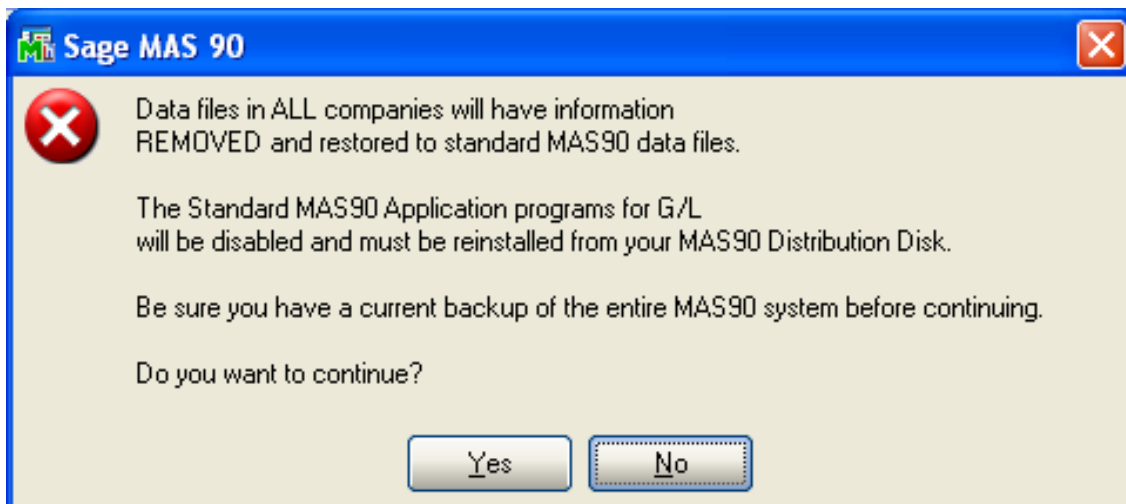 Sage MAS 90
Data files in ALL companies will have information
REMOVED and restored to standard MAS90 data files.
The Standard MAS90 Application programs for G/L
will be disabled and must be reinstalled from your MAS90 Distribution Disk.
Be sure you have a current backup of the entire MAS90 system before continuing.
Do you want to continue?
Yes
No